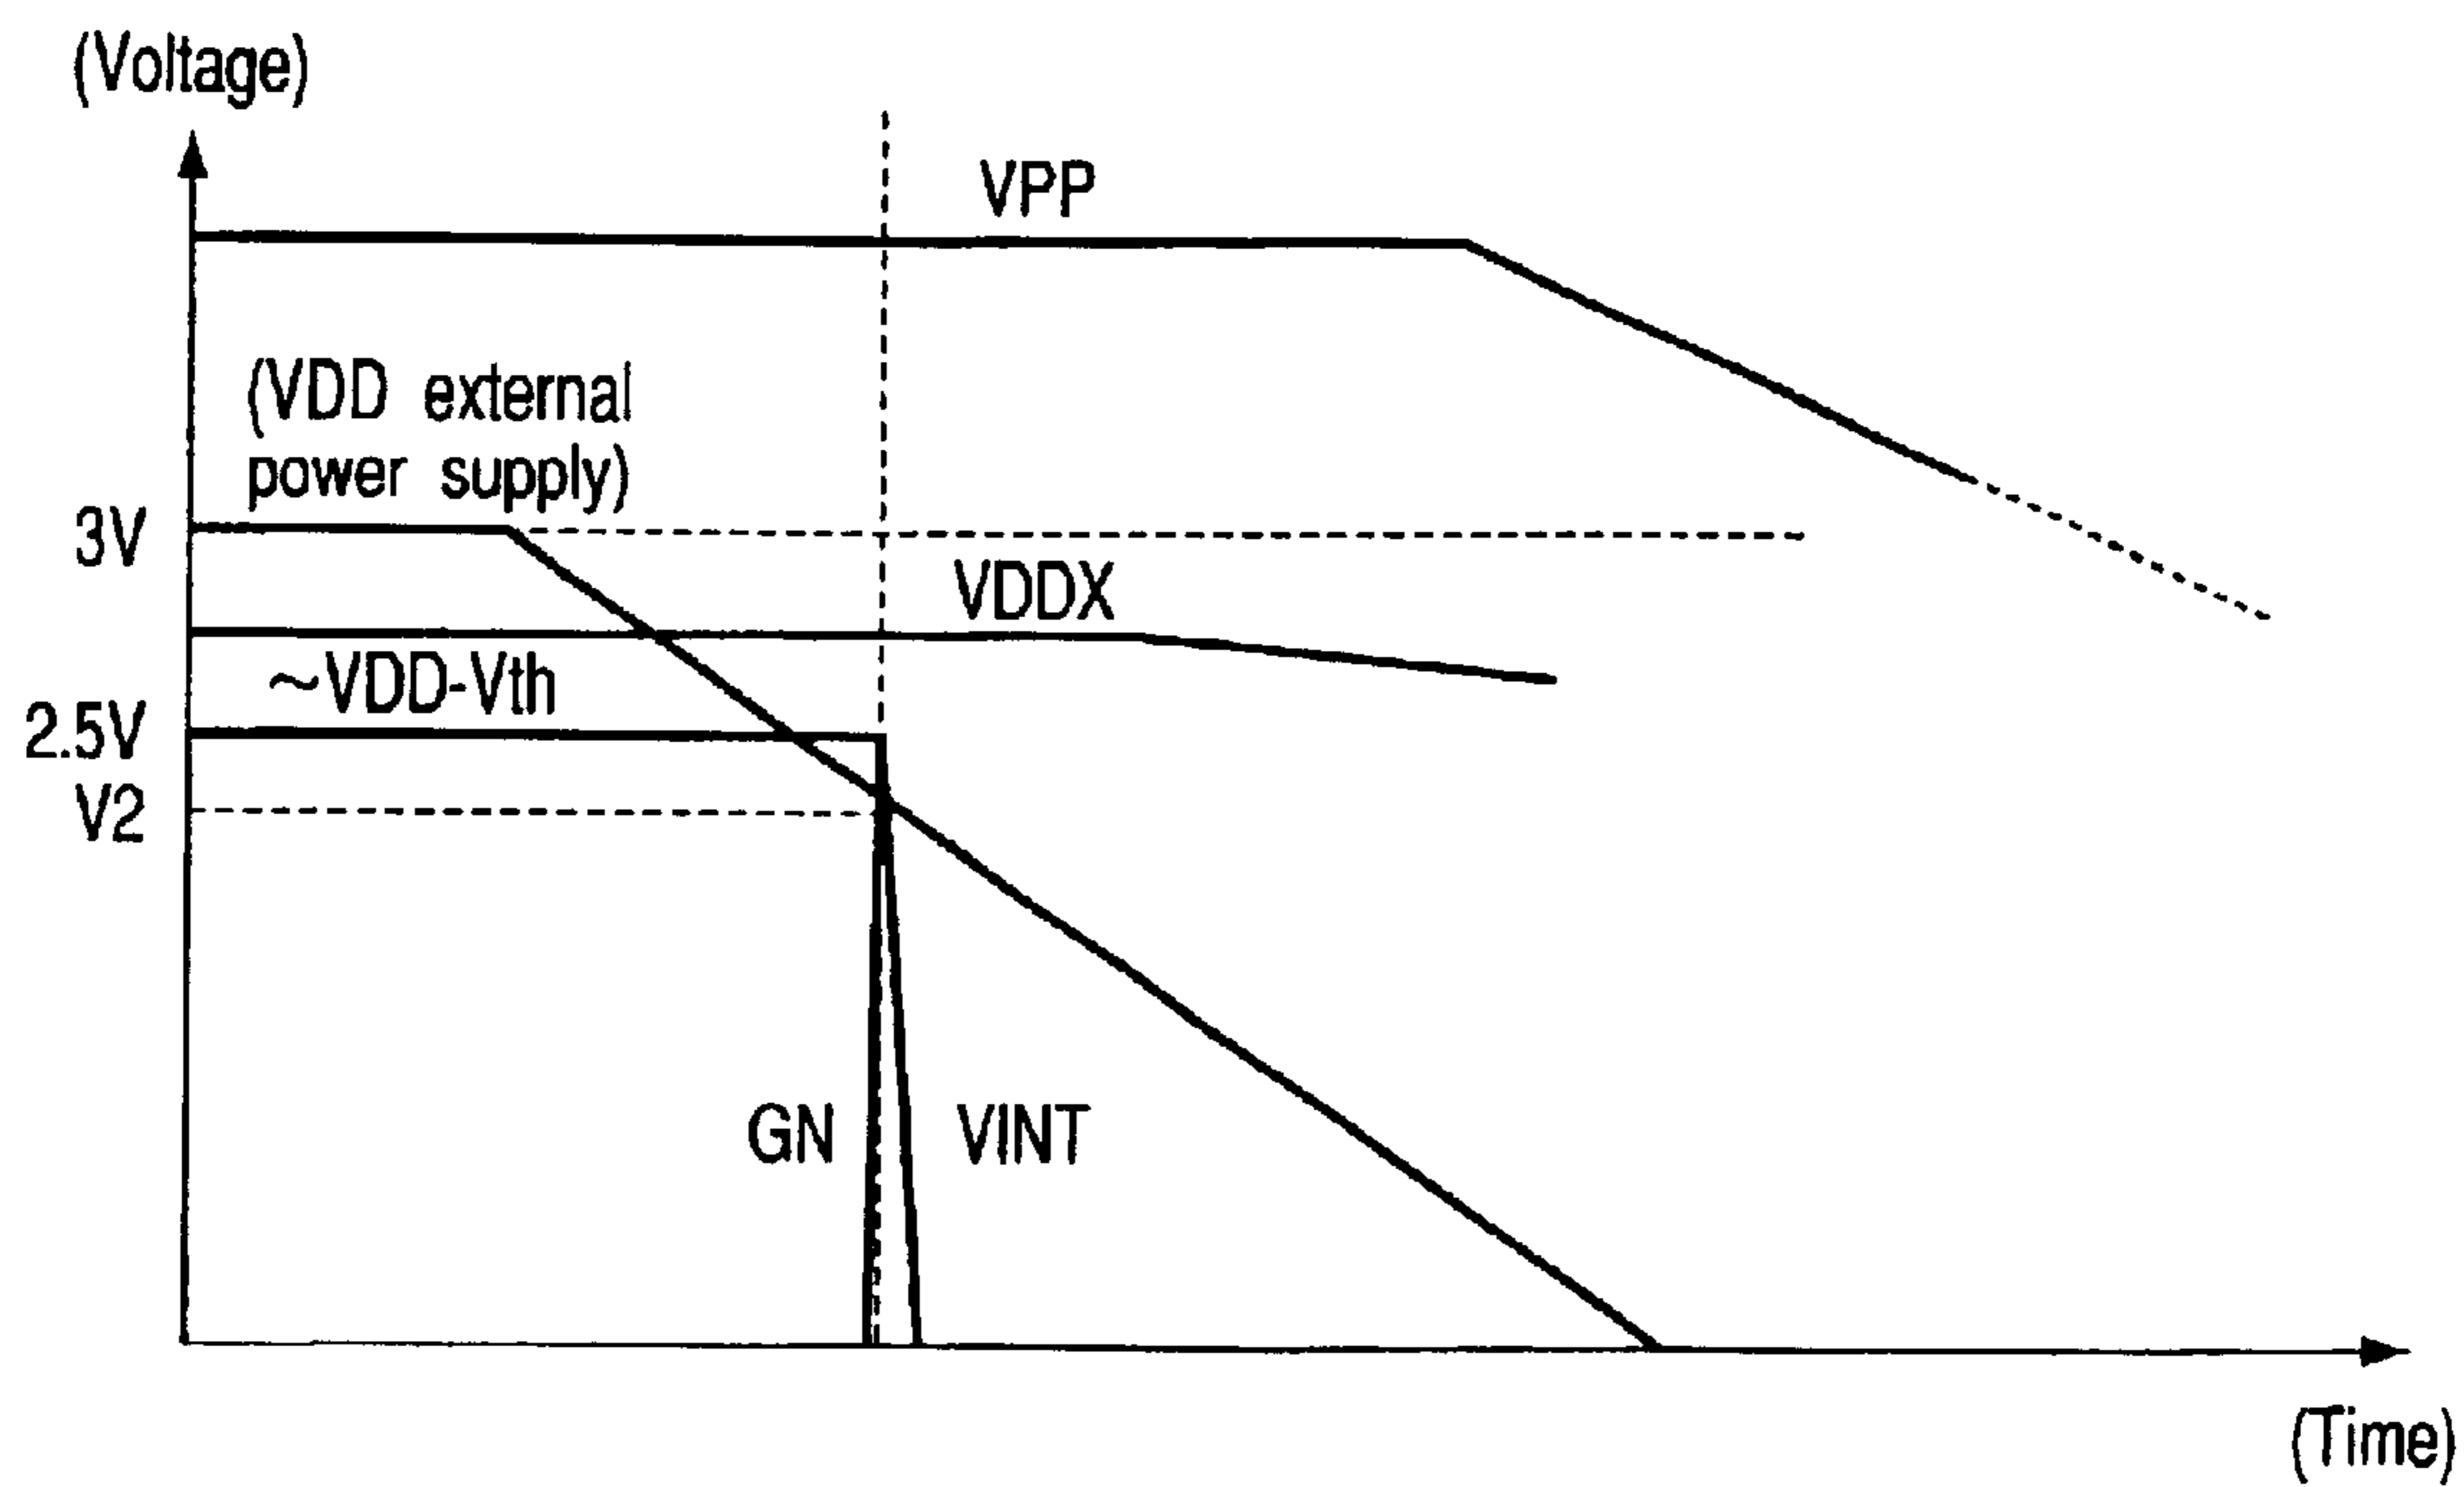 (Voltage)
VPP
(VDD external
power supply)
3V
VDDX
~VDD-Vth
2.5V
V2
GN
VINT
(Time)